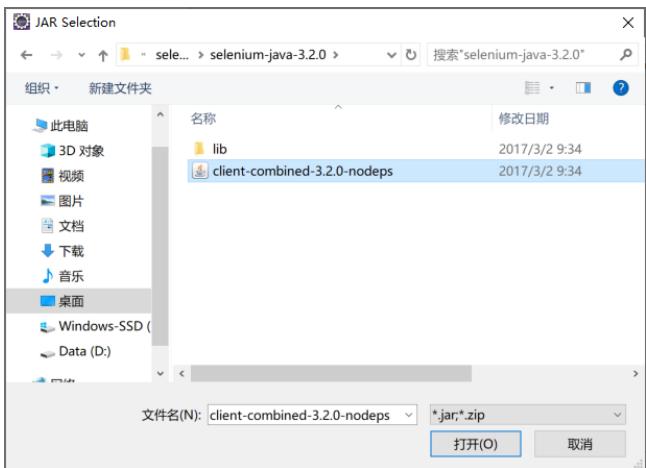 JAR Selection
sele... > selenium-java-3.2.0 >
搜索"selenium-java-3.2.0"
组织
新建文件夹
名称
修改日期
此电脑
3D 对象
视频
图片
文档
下载
音乐
桌面
Windows-SSD (
Data (D:)
lib
2017/3/2 9:34
client-combined-3.2.0-nodeps
2017/3/2 9:34
文件名(N):
client-combined-3.2.0-nodeps
*.jar;*.zip
打开(O)
取消